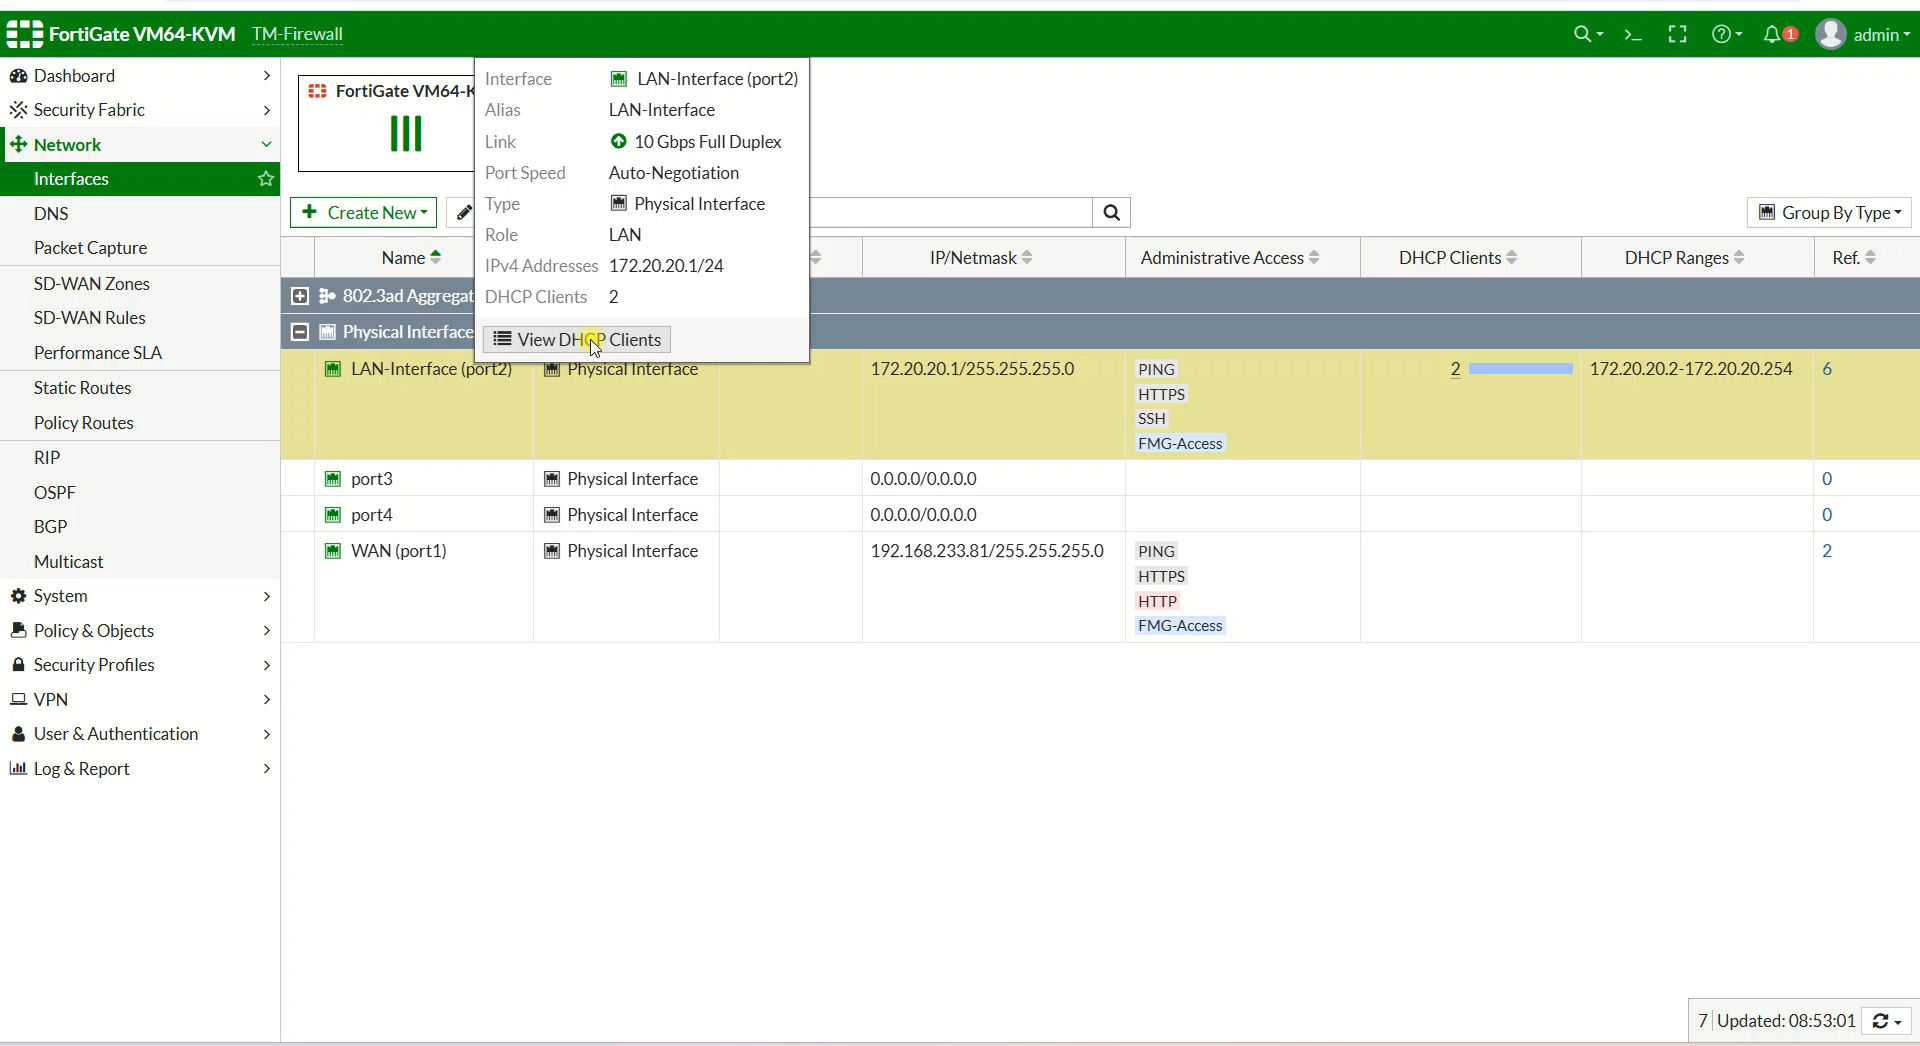 FortiGate VM64-KVM TM-Firewall
1 admin
Dashboard
Security Fabric
Network
Interfaces
DNS
Packet Capture
SD-WAN Zones
SD-WAN Rules
Performance SLA
Static Routes
Policy Routes
RIP
OSPF
BGP
Multicast
System
Policy & Objects
Security Profiles
VPN
User & Authentication
Log & Report
FortiGate VM64-K
Interface LAN-Interface (port2)
Alias LAN-Interface
Link 10 Gbps Full Duplex
Port Speed Auto-Negotiation
Type Physical Interface
Role LAN
IPv4 Addresses 172.20.20.1/24
DHCP Clients 2
View DHCP Clients
Create New
Group By Type
Name IP/Netmask Administrative Access DHCP Clients DHCP Ranges Ref.
802.3ad Aggregat
Physical Interface
LAN-Interface (port2) Physical Interface 172.20.20.1/255.255.255.0 PING 2 172.20.20.2-172.20.20.254 6
HTTPS
SSH
FMG-Access
port3 Physical Interface 0.0.0.0/0.0.0.0 0
port4 Physical Interface 0.0.0.0/0.0.0.0 0
WAN (port1) Physical Interface 192.168.233.81/255.255.255.0 PING 2
HTTPS
HTTP
FMG-Access
7 Updated: 08:53:01